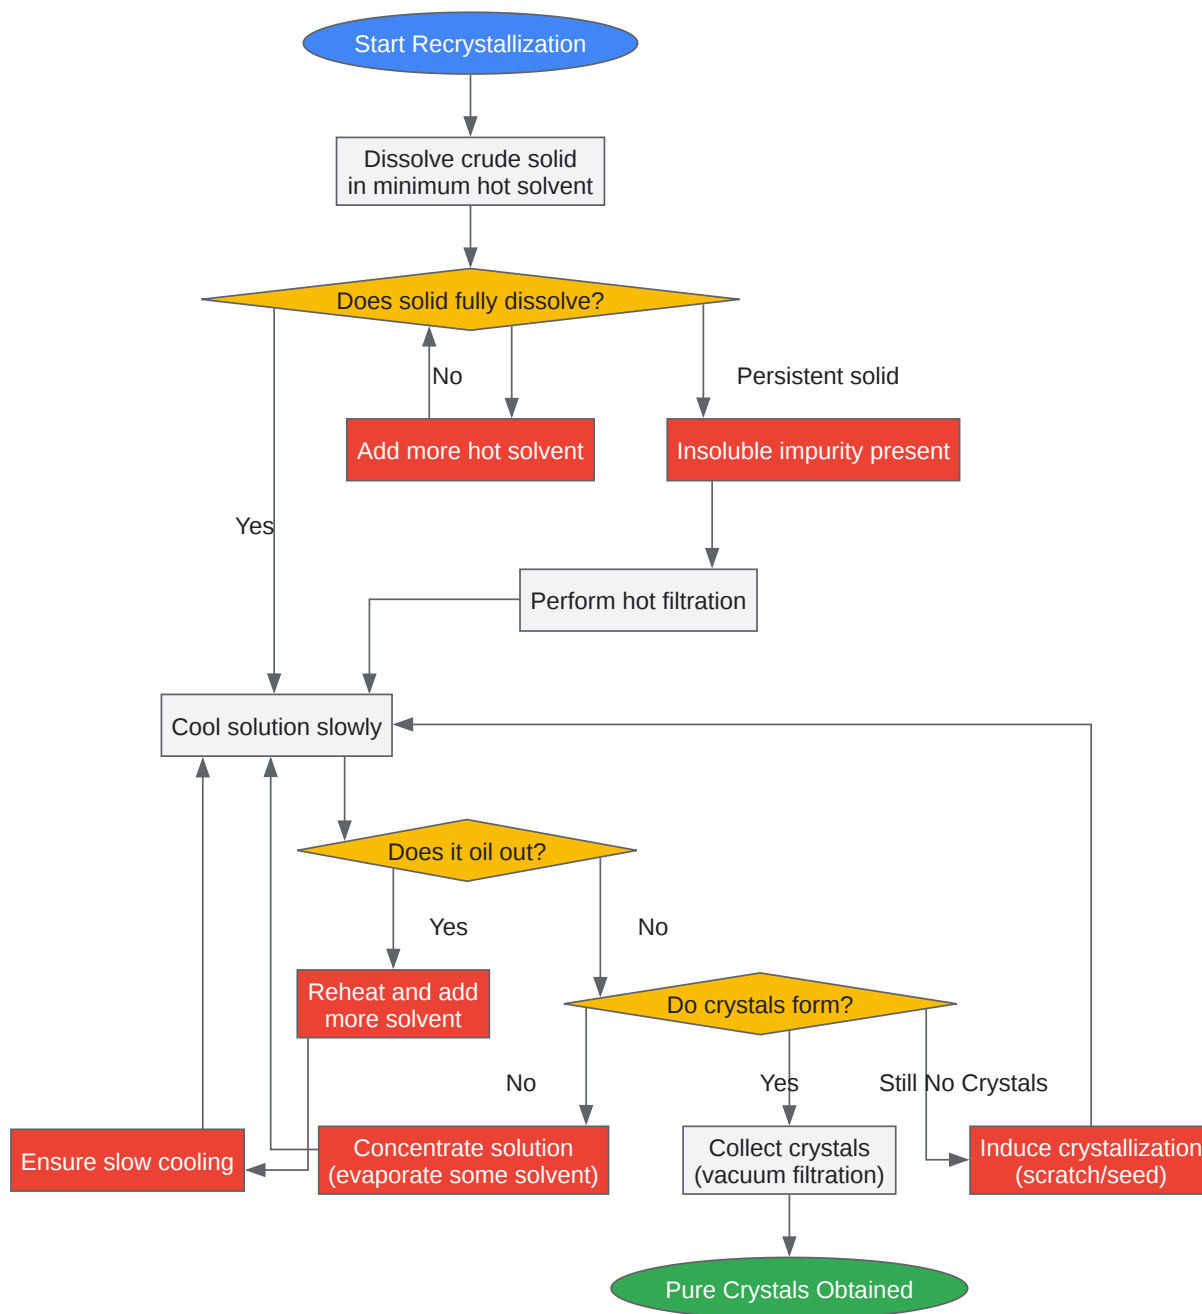 Start Recrystallization
Dissolve crude solid
in minimum hot solvent
Does solid fully dissolve?
No
Persistent solid
Add more hot solvent
Insoluble impurity present
Yes
Perform hot filtration
Cool solution slowly
Does it oil out?
Yes
No
Reheat and add
more solvent
Do crystals form?
No
Yes
Still No Crystals
Ensure slow cooling
Concentrate solution
(evaporate some solvent)
Collect crystals
(vacuum filtration)
Induce crystallization
(scratch/seed)
Pure Crystals Obtained